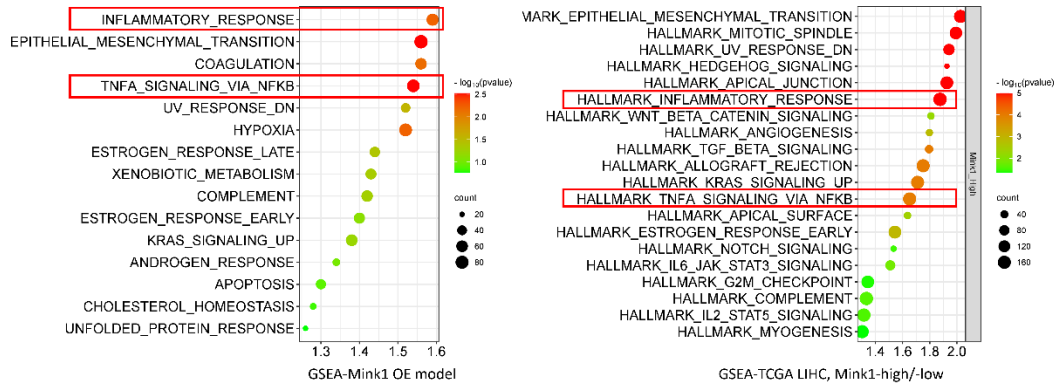 INFLAMMATORY_RESPONSE
EPITHELIAL_MESENCHYMAL_TRANSITION
COAGULATION
TNFA_SIGNALING_VIA_NFKB
UV_RESPONSE_DN
HYPOXIA
ESTROGEN_RESPONSE_LATE
XENOBIOTIC_METABOLISM
COMPLEMENT
ESTROGEN_RESPONSE_EARLY
KRAS_SIGNALING_UP
ANDROGEN_RESPONSE
APOPTOSIS
CHOLESTEROL_HOMEOSTASIS
UNFOLDED_PROTEIN_RESPONSE
1.3 1.4 1.5 1.6
GSEA-Mink1 OE model
- log10(pvalue)
2.5
2.0
1.5
1.0
count
20
40
60
80
MARK_EPITHELIAL_MESENCHYMAL_TRANSITION
HALLMARK_MITOTIC_SPINDLE
HALLMARK_UV_RESPONSE_DN
HALLMARK_HEDGEHOG_SIGNALING
HALLMARK_APICAL_JUNCTION
HALLMARK_INFLAMMATORY_RESPONSE
HALLMARK_WNT_BETA_CATENIN_SIGNALING
HALLMARK_ANGIOGENESIS
HALLMARK_TGF_BETA_SIGNALING
HALLMARK_ALLOGRAFT_REJECTION
HALLMARK_KRAS_SIGNALING_UP
HALLMARK_TNFA_SIGNALING_VIA_NFKB
HALLMARK_APICAL_SURFACE
HALLMARK_ESTROGEN_RESPONSE_EARLY
HALLMARK_NOTCH_SIGNALING
HALLMARK_IL6_JAK_STAT3_SIGNALING
HALLMARK_G2M_CHECKPOINT
HALLMARK_COMPLEMENT
HALLMARK_IL2_STAT5_SIGNALING
HALLMARK_MYOGENESIS
1.4 1.6 1.8 2.0
GSEA-TCGA LIHC, Mink1-high/-low
Mink1_High
- log10(pvalue)
5
4
3
2
count
40
80
120
160